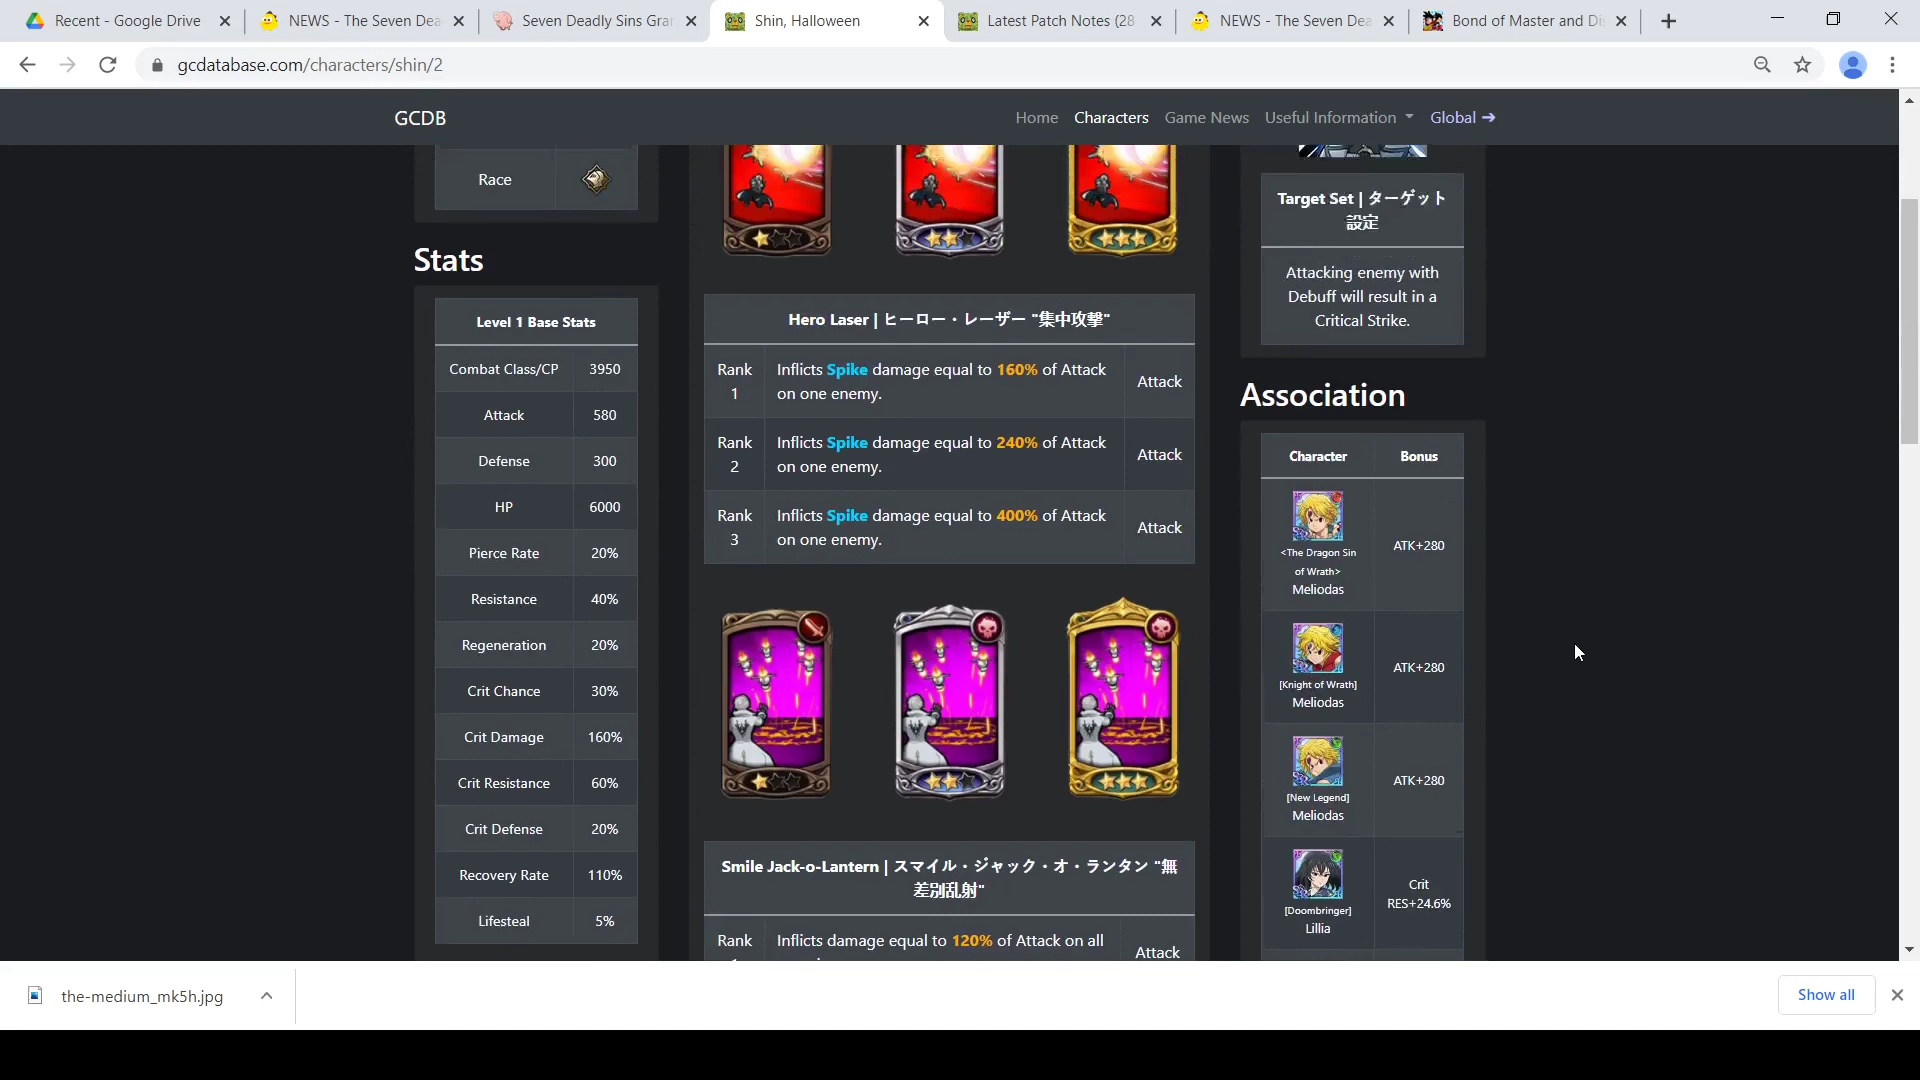 Recent - Google Drive
NEWS - The Seven Dea
Seven Deadly Sins Gra
Shin, Halloween
Latest Patch Notes (28
NEWS - The Seven Dea
Bond of Master and Di
gcdatabase.com/characters/shin/2
GCDB
Home
Characters
Game News
Useful Information
Global
Race
Stats
Level 1 Base Stats
Combat Class/CP 3950
Attack 580
Defense 300
HP 6000
Pierce Rate 20%
Resistance 40%
Regeneration 20%
Crit Chance 30%
Crit Damage 160%
Crit Resistance 60%
Crit Defense 20%
Recovery Rate 110%
Lifesteal 5%
Hero Laser | ヒーロー・レーザー "集中攻撃"
Rank
1
Inflicts Spike damage equal to 160% of Attack
on one enemy.
Attack
Rank
2
Inflicts Spike damage equal to 240% of Attack
on one enemy.
Attack
Rank
3
Inflicts Spike damage equal to 400% of Attack
on one enemy.
Attack
Smile Jack-o-Lantern | スマイル・ジャック・オ・ランタン "無
差別乱射"
Rank
Inflicts damage equal to 120% of Attack on all
Attack
Target Set | ターゲット
設定
Attacking enemy with
Debuff will result in a
Critical Strike.
Association
Character Bonus
<The Dragon Sin
of Wrath>
Meliodas
ATK+280
[Knight of Wrath]
Meliodas
ATK+280
[New Legend]
Meliodas
ATK+280
[Doombringer]
Lillia
Crit
RES+24.6%
the-medium_mk5h.jpg
Show all